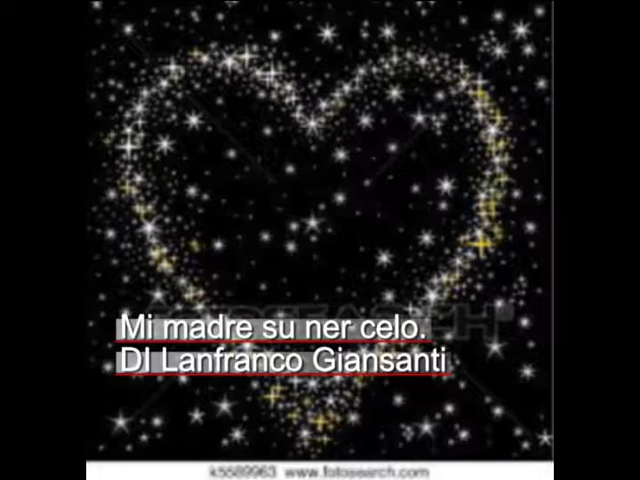 Mi madre su ner celo.
DI Lanfranco Giansanti
k5589963 www.fotosearch.com